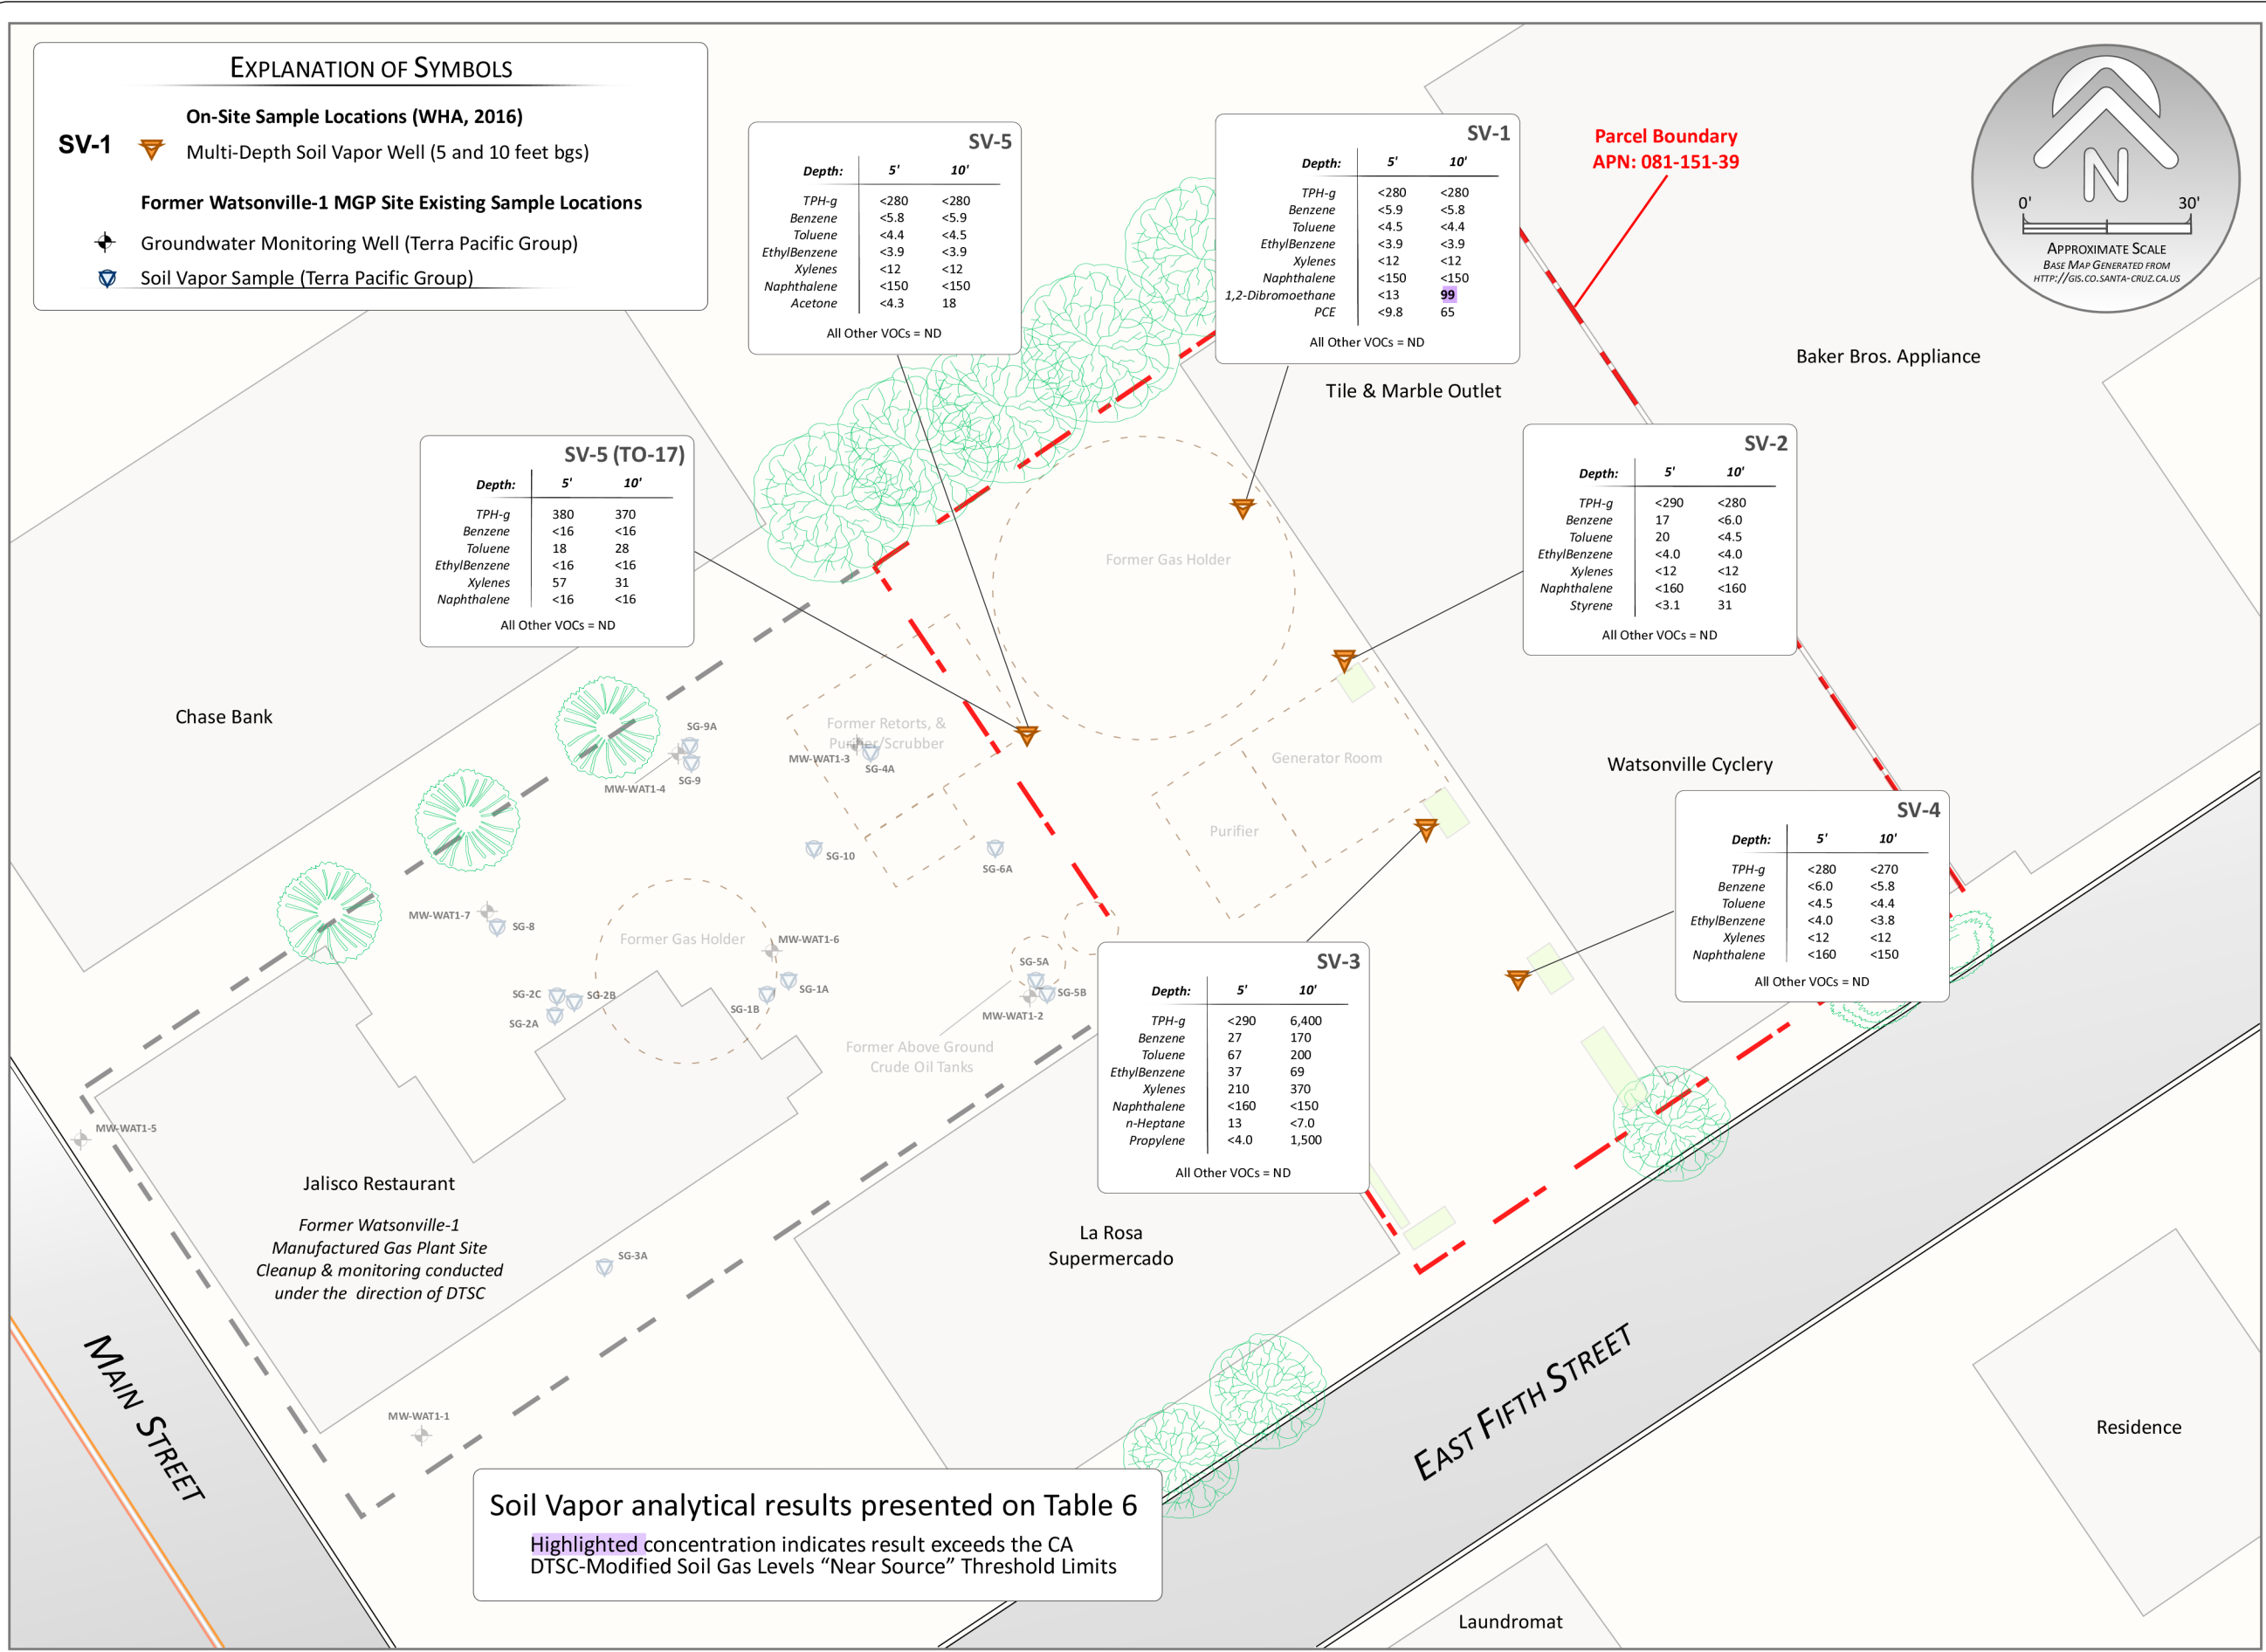 EXPLANATION OF SYMBOLS
On-Site Sample Locations (WHA, 2016)
SV-1 Multi-Depth Soil Vapor Well (5 and 10 feet bgs)
Former Watsonville-1 MGP Site Existing Sample Locations
Groundwater Monitoring Well (Terra Pacific Group)
Soil Vapor Sample (Terra Pacific Group)
SV-5
Depth: 5' 10'
TPH-g <280 <280
Benzene <5.8 <5.9
Toluene <4.4 <4.5
EthylBenzene <3.9 <3.9
Xylenes <12 <12
Naphthalene <150 <150
Acetone <4.3 18
All Other VOCs = ND
SV-1
Depth: 5' 10'
TPH-g <280 <280
Benzene <5.9 <5.8
Toluene <4.5 <4.4
EthylBenzene <3.9 <3.9
Xylenes <12 <12
Naphthalene <150 <150
1,2-Dibromoethane <13 99
PCE <9.8 65
All Other VOCs = ND
Parcel Boundary
APN: 081-151-39
N
0' 30'
APPROXIMATE SCALE
BASE MAP GENERATED FROM
HTTP://GIS.CO.SANTA-CRUZ.CA.US
Baker Bros. Appliance
Tile & Marble Outlet
SV-5 (TO-17)
Depth: 5' 10'
TPH-g 380 370
Benzene <16 <16
Toluene 18 28
EthylBenzene <16 <16
Xylenes 57 31
Naphthalene <16 <16
All Other VOCs = ND
SV-2
Depth: 5' 10'
TPH-g <290 <280
Benzene 17 <6.0
Toluene 20 <4.5
EthylBenzene <4.0 <4.0
Xylenes <12 <12
Naphthalene <160 <160
Styrene <3.1 31
All Other VOCs = ND
Former Gas Holder
Chase Bank
SG-9A
SG-9
MW-WAT1-4
Former Retorts, &
Purifier/Scrubber
MW-WAT1-3
SG-4A
Generator Room
Purifier
Watsonville Cyclery
SG-10
SG-6A
SV-4
Depth: 5' 10'
TPH-g <280 <270
Benzene <6.0 <5.8
Toluene <4.5 <4.4
EthylBenzene <4.0 <3.8
Xylenes <12 <12
Naphthalene <160 <150
All Other VOCs = ND
MW-WAT1-7
SG-8
Former Gas Holder
MW-WAT1-6
SG-2C
SG-2B
SG-2A
SG-1B
SG-1A
SG-5A
SG-5B
MW-WAT1-2
Former Above Ground
Crude Oil Tanks
SV-3
Depth: 5' 10'
TPH-g <290 6,400
Benzene 27 170
Toluene 67 200
EthylBenzene 37 69
Xylenes 210 370
Naphthalene <160 <150
n-Heptane 13 <7.0
Propylene <4.0 1,500
All Other VOCs = ND
MW-WAT1-5
Jalisco Restaurant
Former Watsonville-1
Manufactured Gas Plant Site
Cleanup & monitoring conducted
under the direction of DTSC
SG-3A
La Rosa
Supermercado
MAIN STREET
MW-WAT1-1
EAST FIFTH STREET
Residence
Laundromat
Soil Vapor analytical results presented on Table 6
Highlighted concentration indicates result exceeds the CA
DTSC-Modified Soil Gas Levels “Near Source” Threshold Limits